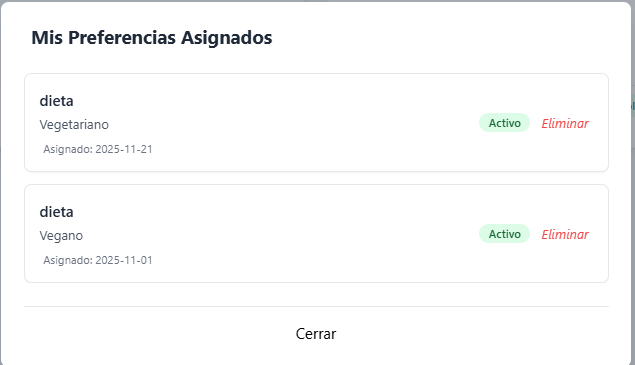 Mis Preferencias Asignados
dieta
Vegetariano
Asignado: 2025-11-21
Activo Eliminar
dieta
Vegano
Asignado: 2025-11-01
Activo Eliminar
Cerrar